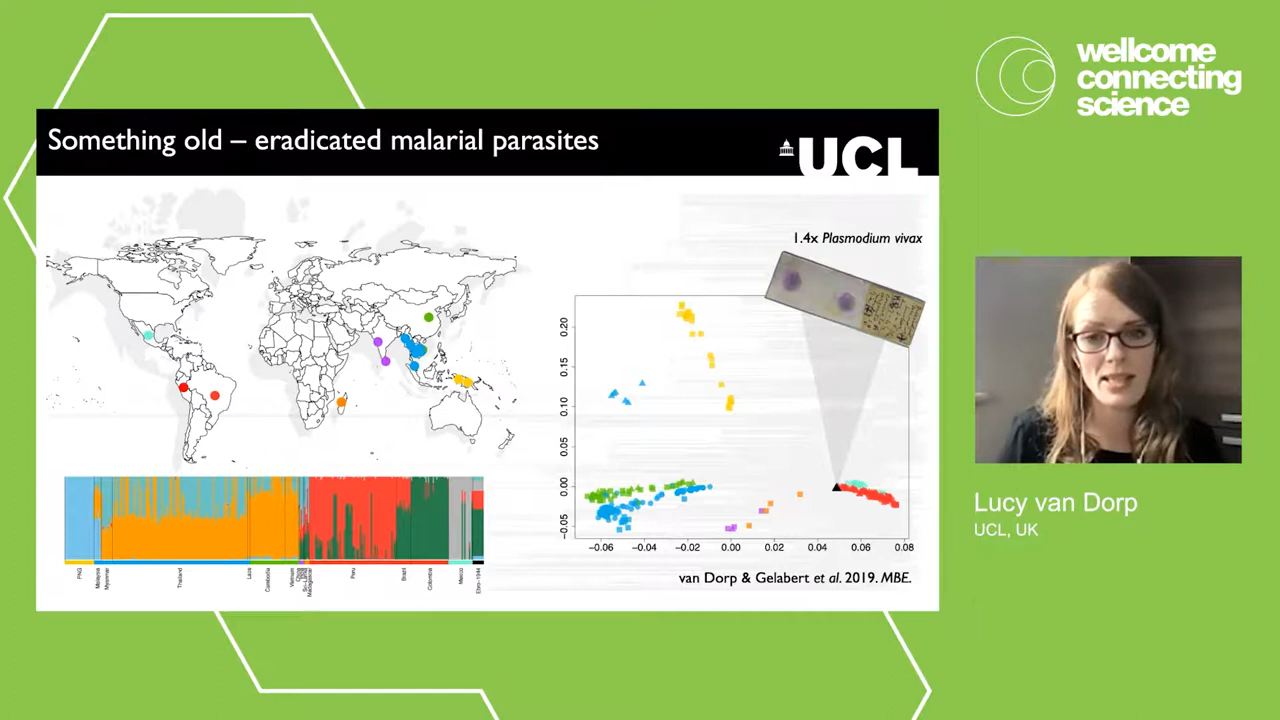 wellcome
connecting
science
Something old – eradicated malarial parasites
UCL
1.4x Plasmodium vivax
0.20
0.15
0.10
0.05
0.00
-0.05
-0.06
-0.04
-0.02
0.00
0.02
0.04
0.06
0.08
PNG
Malaysia
Myanmar
Thailand
Laos
Cambodia
Vietnam
China
Madagascar
Peru
Brazil
Colombia
Mexico
Ebro-1944
van Dorp & Gelabert et al. 2019. MBE.
Lucy van Dorp
UCL, UK